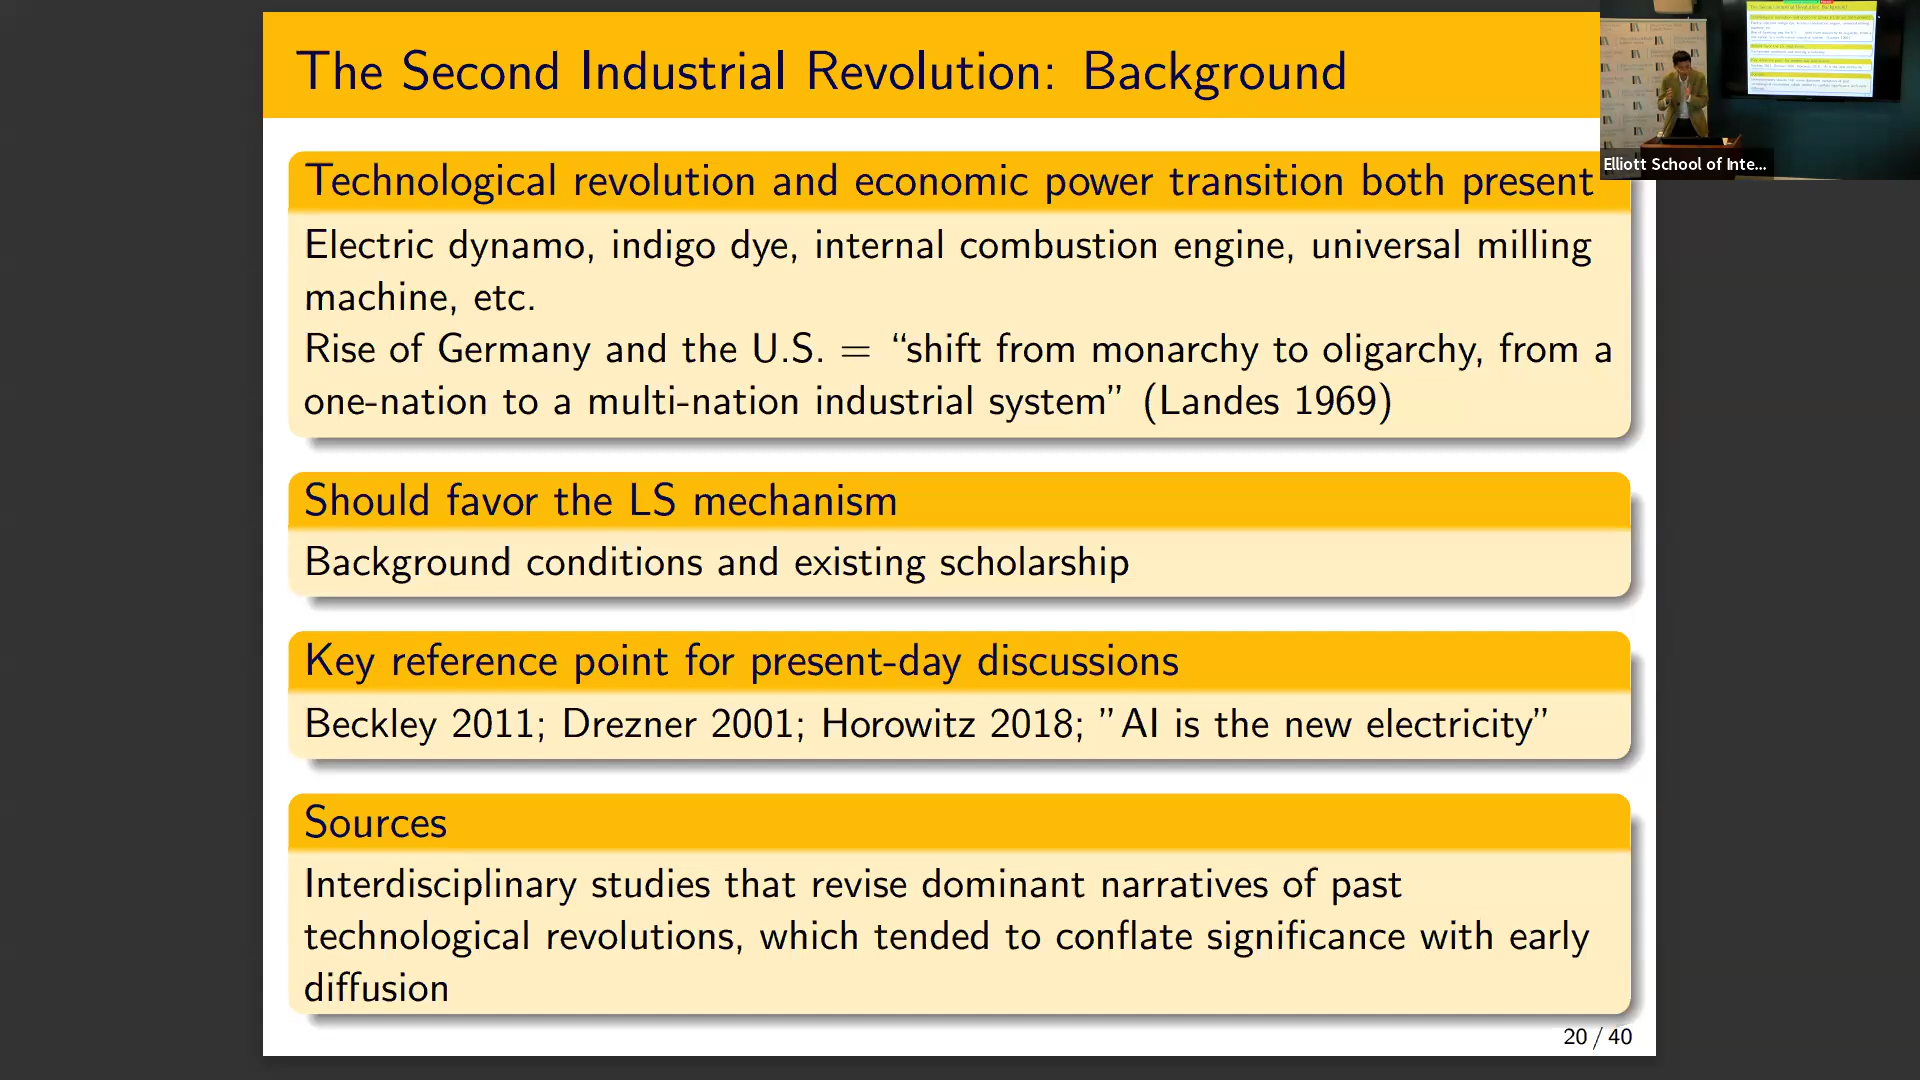 The Second Industrial Revolution: Background
Technological revolution and economic power transition both present
Electric dynamo, indigo dye, internal combustion engine, universal milling
machine, etc.
Rise of Germany and the U.S. = “shift from monarchy to oligarchy, from a
one-nation to a multi-nation industrial system” (Landes 1969)
Should favor the LS mechanism
Background conditions and existing scholarship
Key reference point for present-day discussions
Beckley 2011; Drezner 2001; Horowitz 2018; ”AI is the new electricity”
Sources
Interdisciplinary studies that revise dominant narratives of past
technological revolutions, which tended to conflate significance with early
diffusion
20 / 40
Elliott School of Inte...